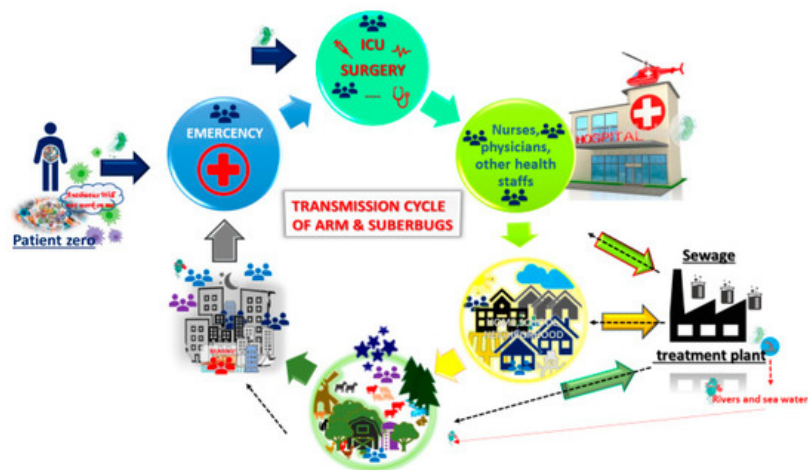 ICU
SURGERY
EMERCENCY
Nurses,
physicians,
other health
staffs
HOSPITAL
Patient zero
TRANSMISSION CYCLE
OF ARM & SUBERBUGS
Sewage
treatment plant
Rivers and sea water